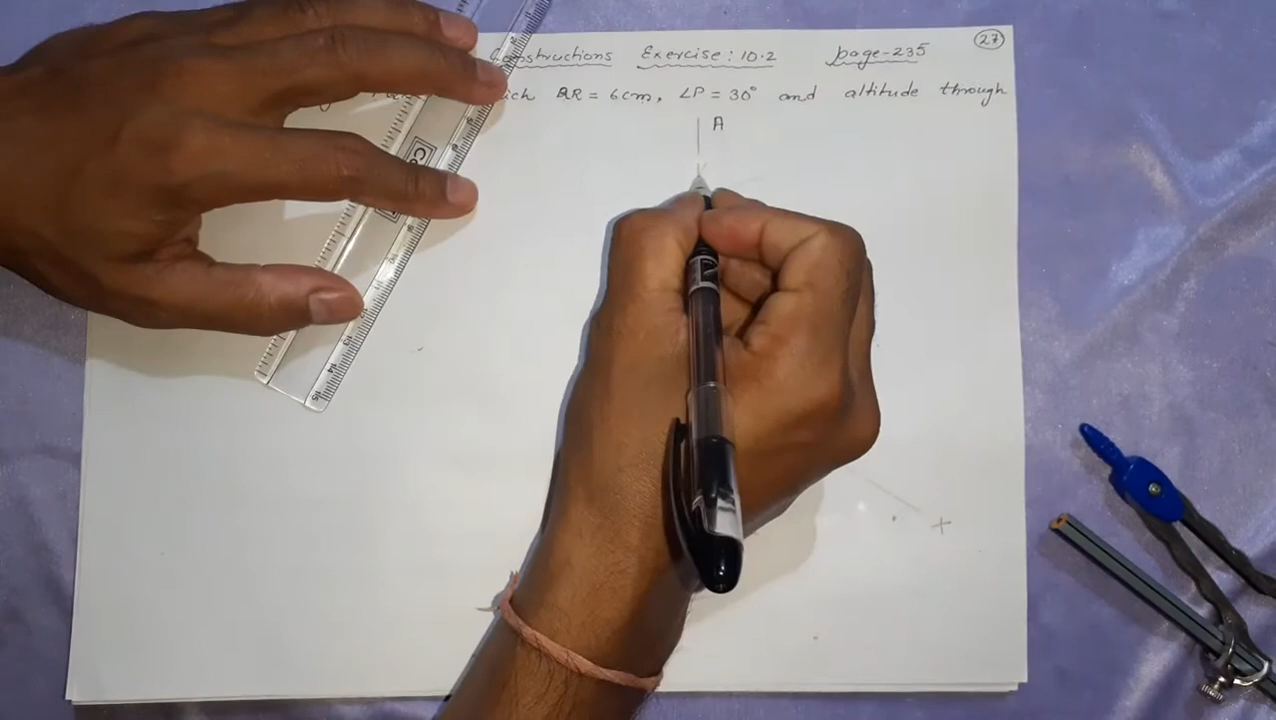 Constructions Exercise : 10.2 page-235 27
QR = 6cm, ∠P = 30° and altitude through
A